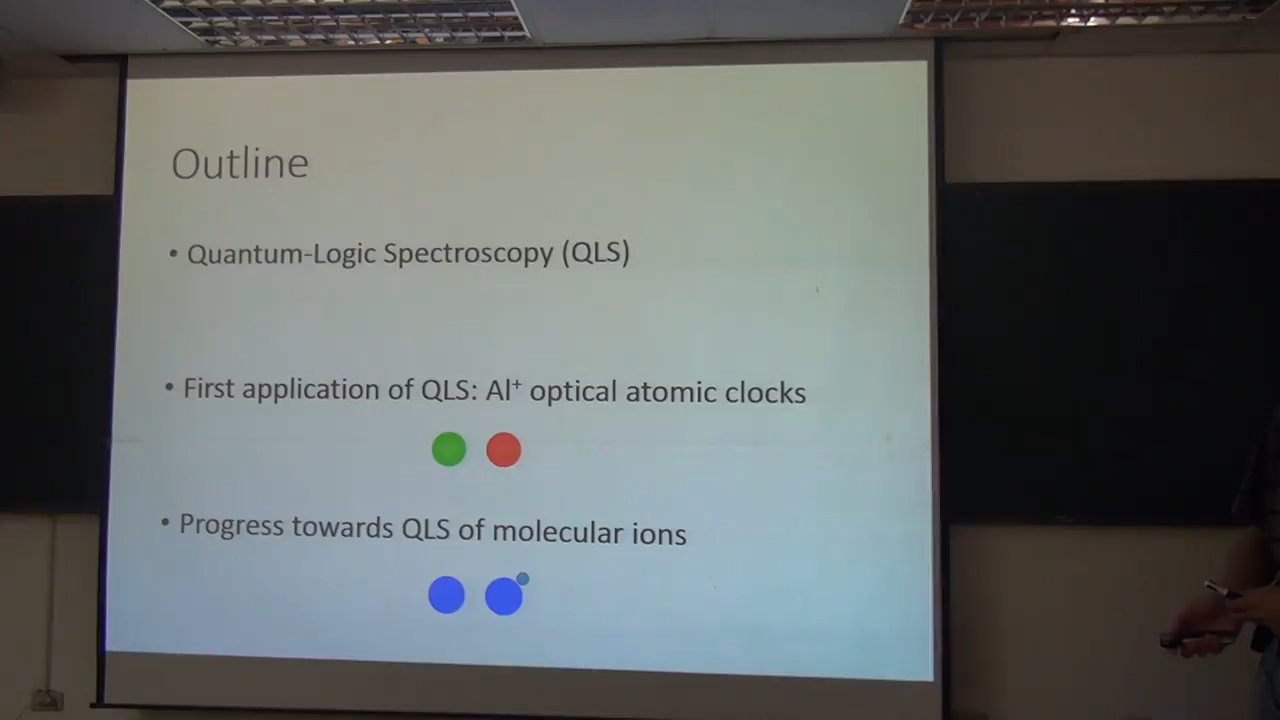 Outline
• Quantum-Logic Spectroscopy (QLS)
• First application of QLS: Al⁺ optical atomic clocks
• Progress towards QLS of molecular ions